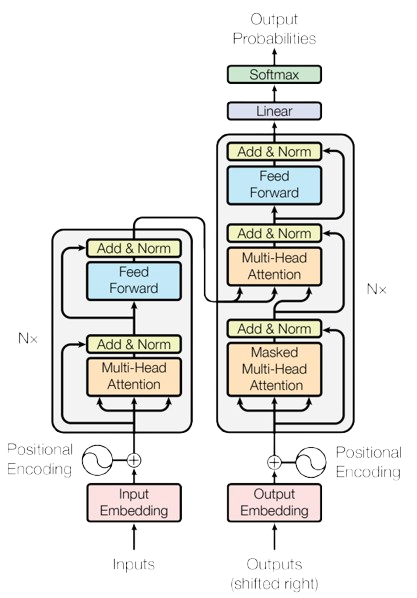 Output
Probabilities
Softmax
Linear
Add & Norm
Feed
Forward
Add & Norm
Multi-Head
Attention
Add & Norm
Masked
Multi-Head
Attention
N×
Positional
Encoding
Output
Embedding
Outputs
(shifted right)
Add & Norm
Feed
Forward
Add & Norm
Multi-Head
Attention
N×
Positional
Encoding
Input
Embedding
Inputs